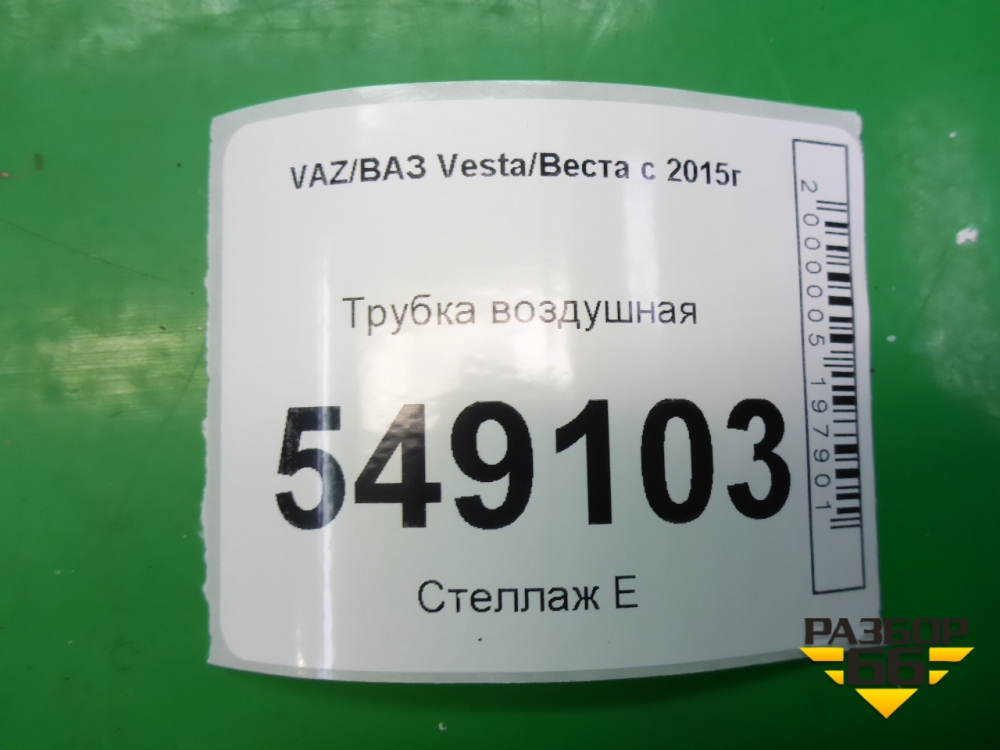 VAZ/ВАЗ Vesta/Веста с 2015г
Трубка воздушная
549103
Стеллаж Е
2000005197901
РАЗБОР
66